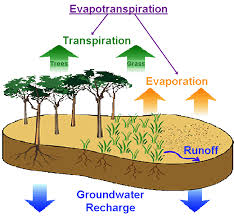 Evapotranspiration
Transpiration
Trees
Grass
Evaporation
Runoff
Groundwater
Recharge